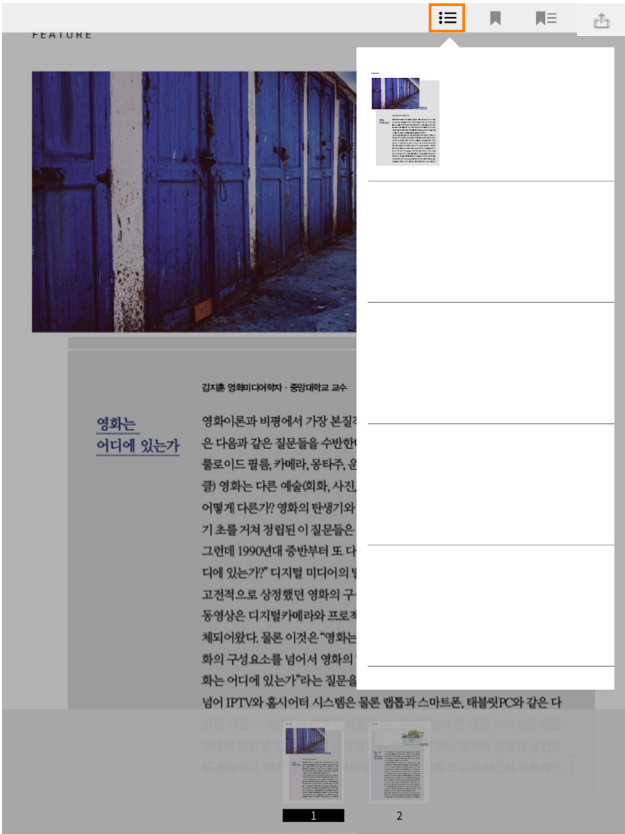 FEATURE
김지훈 영화미디어학자 · 중앙대학교 교수
영화는
어디에 있는가
영화이론과 비평에서 가장 본질
은 다음과 같은 질문들을 수반한
룰로이드 필름, 카메라, 몽타주,
클) 영화는 다른 예술(회화, 사진,
어떻게 다른가? 영화의 탄생기와
기 초를 거쳐 정립된 이 질문들은
그런데 1990년대 중반부터 또 다
디에 있는가?" 디지털 미디어의
고전적으로 상정했던 영화의 구
동영상은 디지털카메라와 프로
체되어왔다. 물론 이것은 "영화는
화의 구성요소를 넘어서 영화의
화는 어디에 있는가"라는 질문을
넘어 IPTV와 홈시어터 시스템은 물론 랩톱과 스마트폰, 태블릿PC와 같은 다
1
2